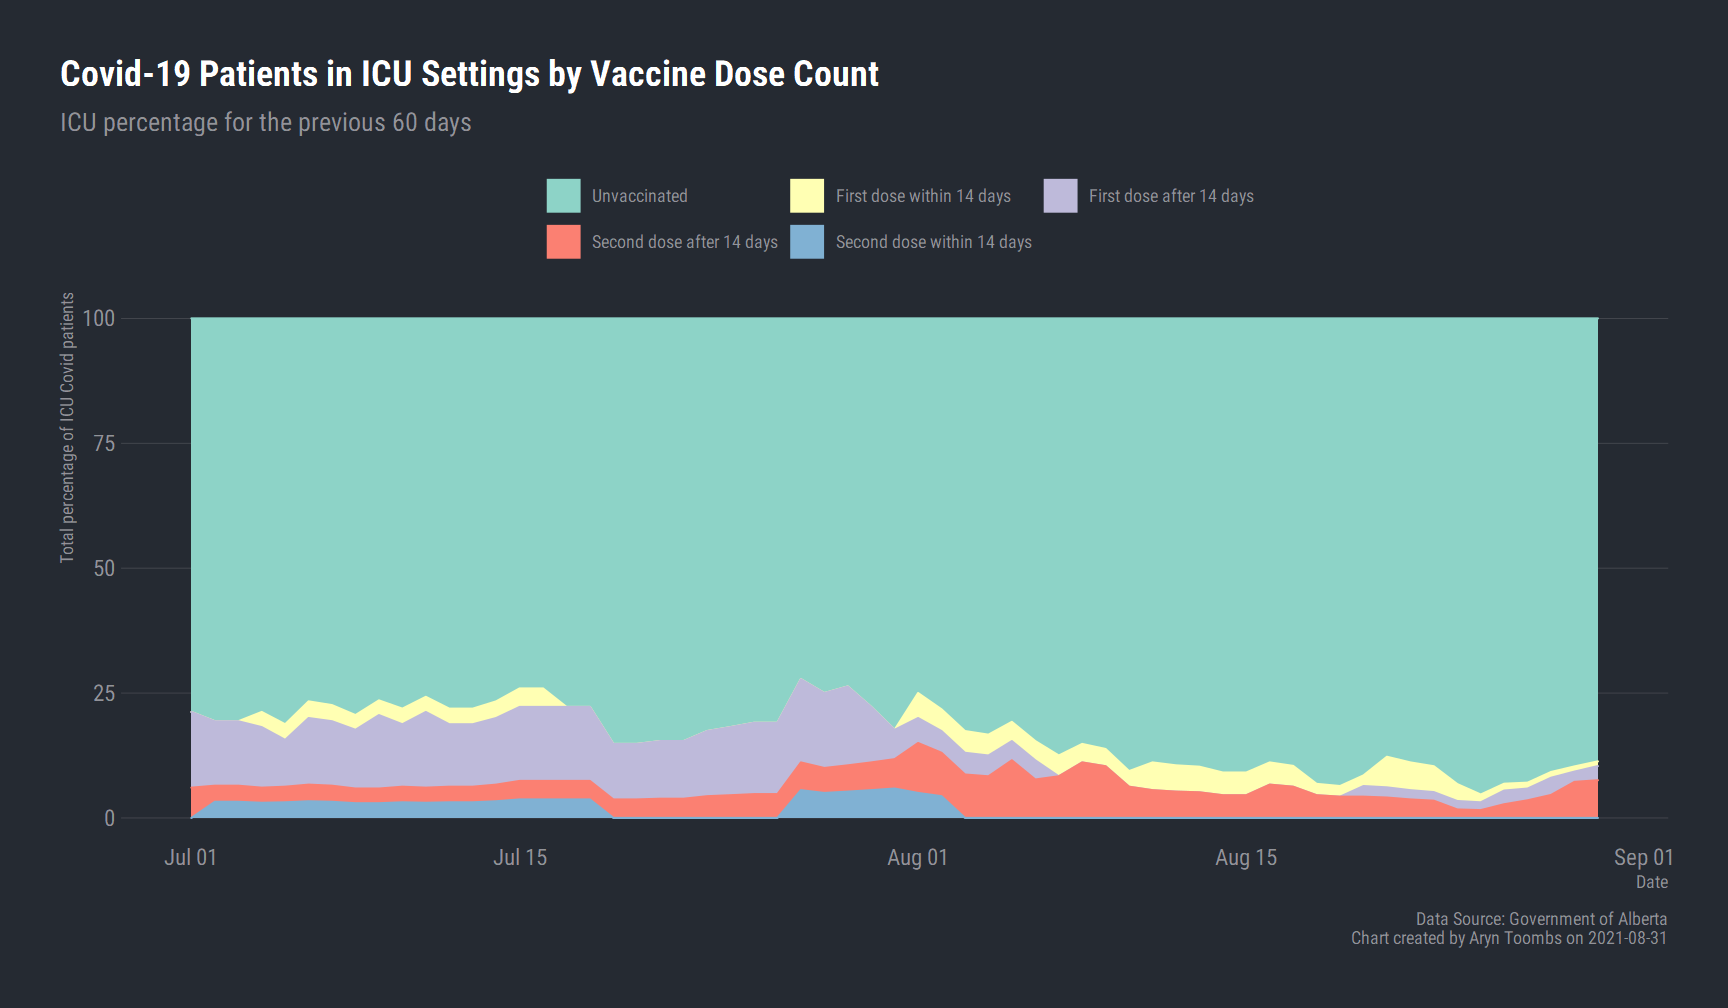 Covid-19 Patients in ICU Settings by Vaccine Dose Count
ICU percentage for the previous 60 days
Unvaccinated
First dose within 14 days
First dose after 14 days
Second dose after 14 days
Second dose within 14 days
Total percentage of ICU Covid patients
100
75
50
25
0
Jul 01
Jul 15
Aug 01
Aug 15
Sep 01
Date
Data Source: Government of Alberta
Chart created by Aryn Toombs on 2021-08-31